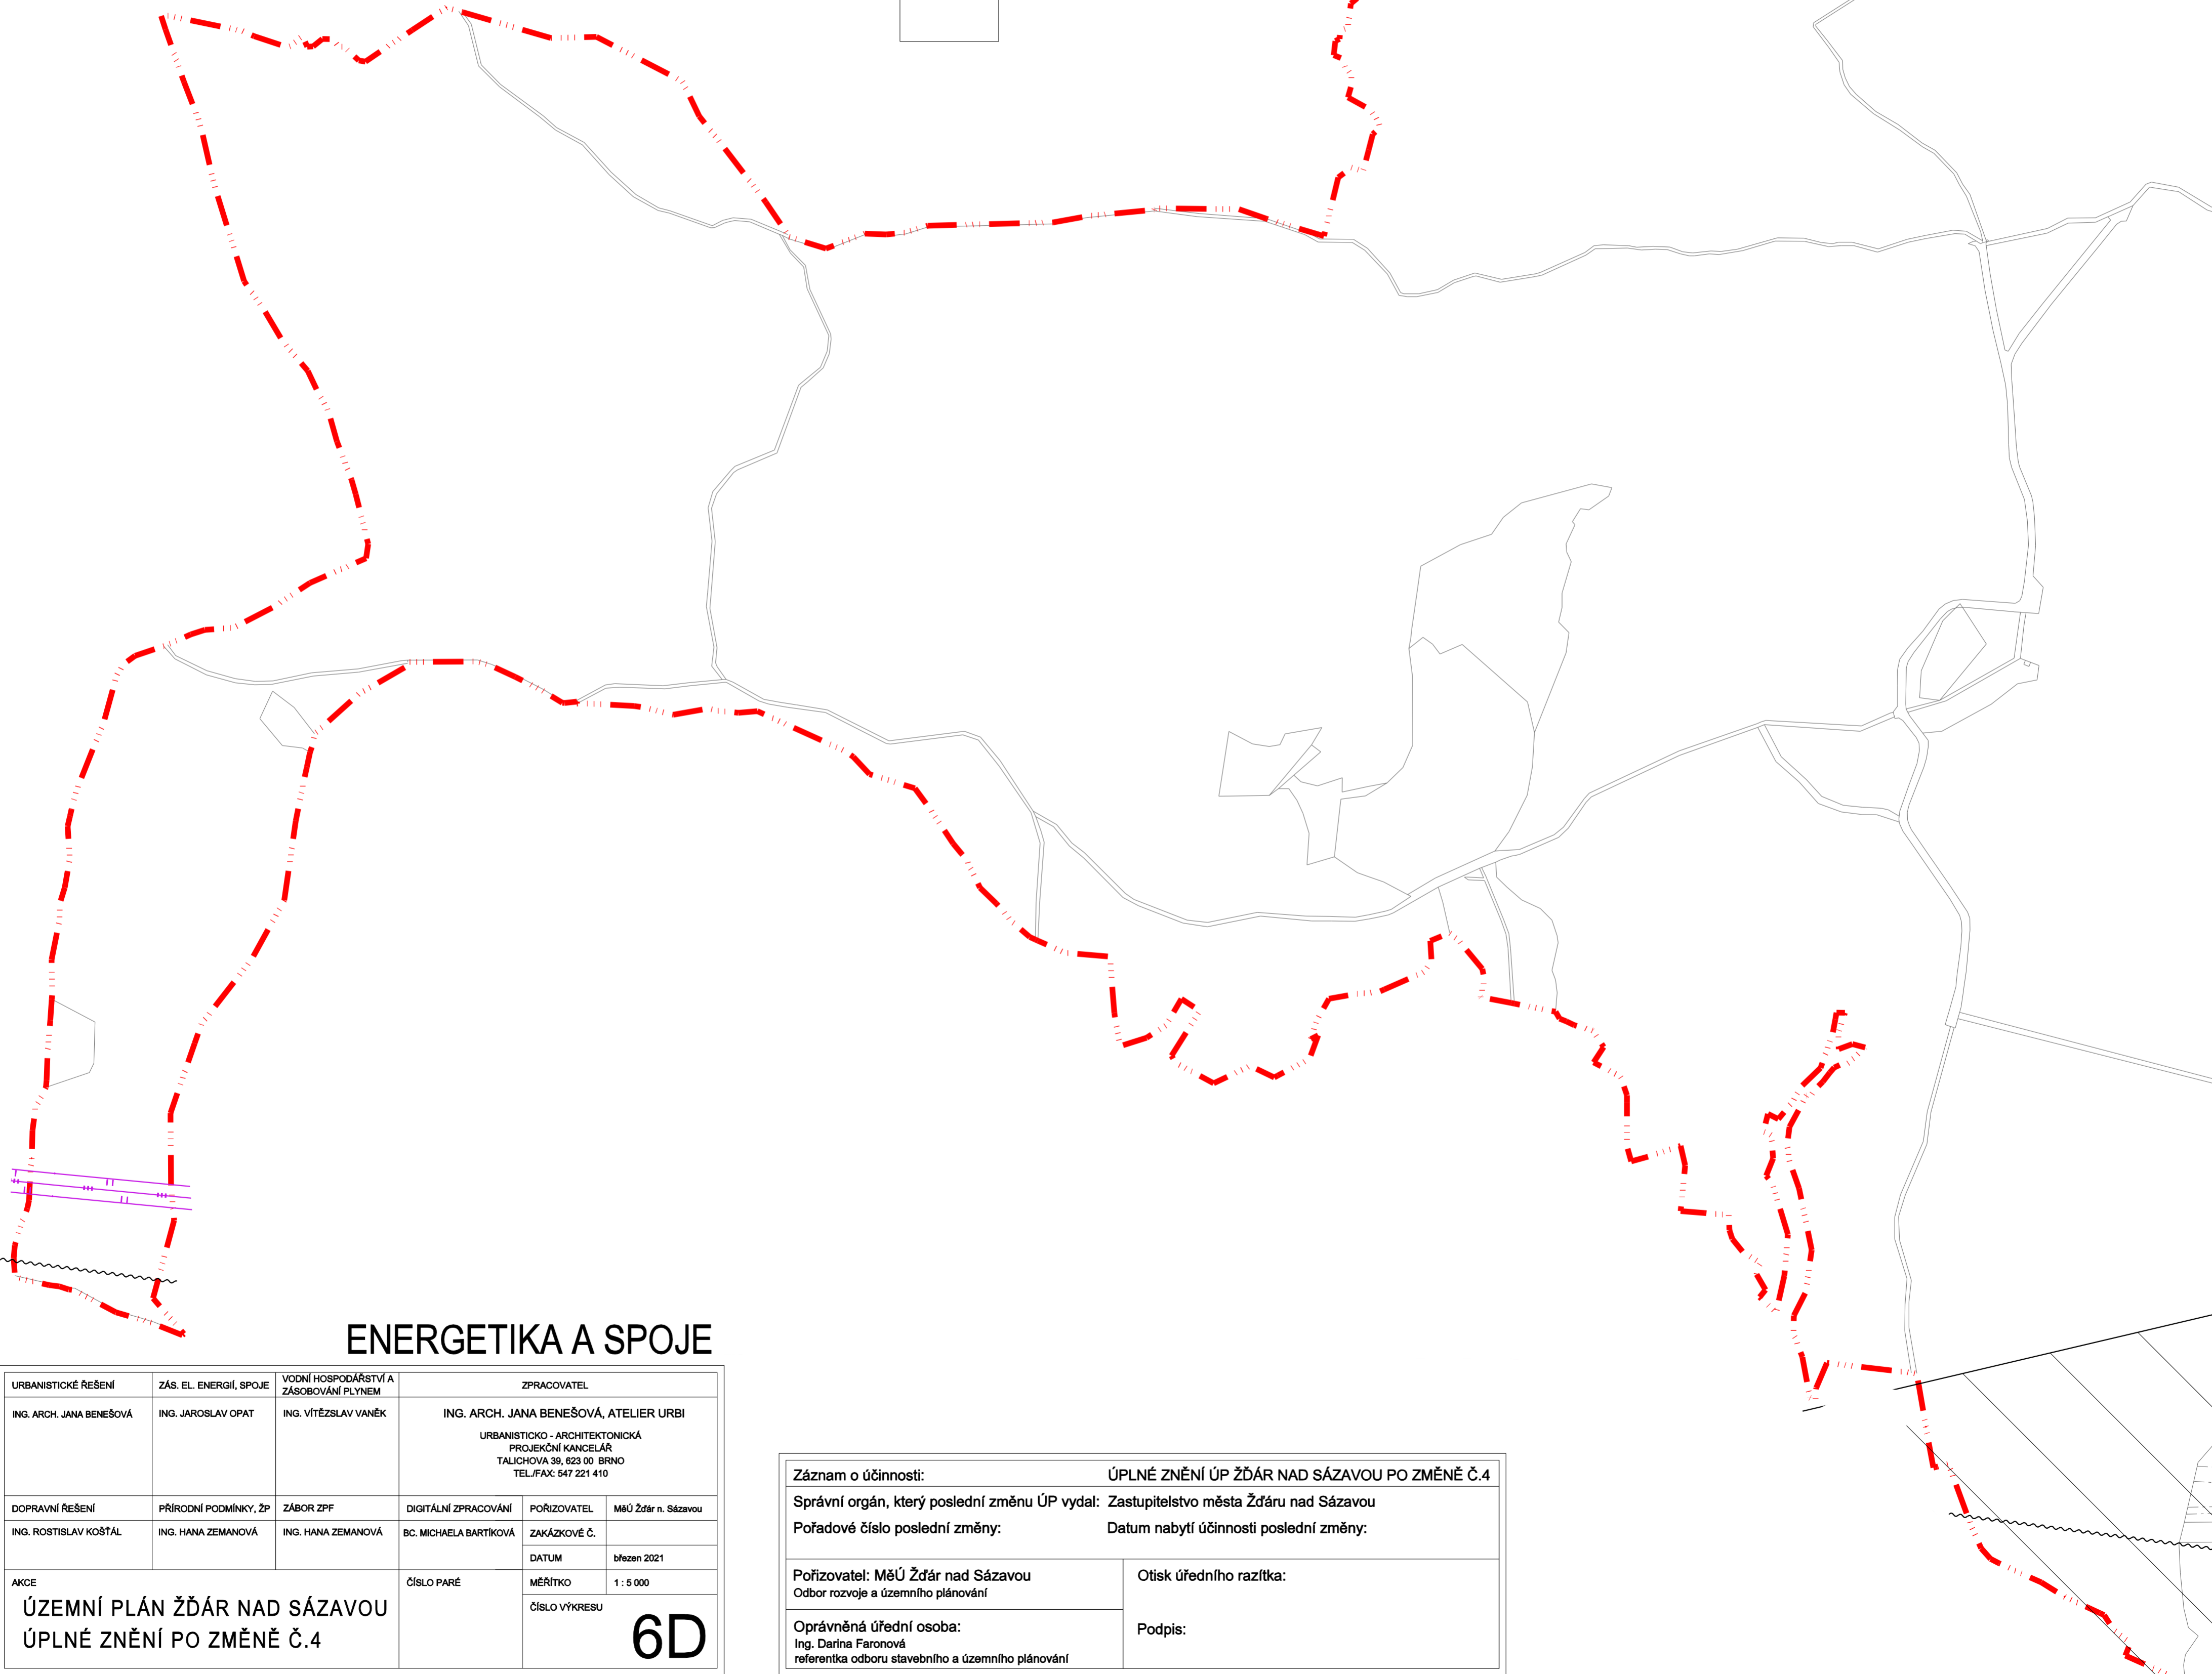 ENERGETIKA A SPOJE
URBANISTICKÉ ŘEŠENÍ
ZÁS. EL. ENERGIÍ, SPOJE
VODNÍ HOSPODÁŘSTVÍ A
ZÁSOBOVÁNÍ PLYNEM
ZPRACOVATEL
ING. ARCH. JANA BENEŠOVÁ
ING. JAROSLAV OPAT
ING. VÍTĚZSLAV VANĚK
ING. ARCH. JANA BENEŠOVÁ, ATELIER URBI
URBANISTICKO - ARCHITEKTONICKÁ
PROJEKČNÍ KANCELÁŘ
TALICHOVA 39, 623 00 BRNO
TEL./FAX: 547 221 410
DOPRAVNÍ ŘEŠENÍ
PŘÍRODNÍ PODMÍNKY, ŽP
ZÁBOR ZPF
DIGITÁLNÍ ZPRACOVÁNÍ
POŘIZOVATEL
MěÚ Žďár n. Sázavou
ING. ROSTISLAV KOŠŤÁL
ING. HANA ZEMANOVÁ
ING. HANA ZEMANOVÁ
BC. MICHAELA BARTÍKOVÁ
ZAKÁZKOVÉ Č.
DATUM
březen 2021
AKCE
ČÍSLO PARÉ
MĚŘÍTKO
1 : 5 000
ÚZEMNÍ PLÁN ŽĎÁR NAD SÁZAVOU
ÚPLNÉ ZNĚNÍ PO ZMĚNĚ Č.4
ČÍSLO VÝKRESU
6D
Záznam o účinnosti:
ÚPLNÉ ZNĚNÍ ÚP ŽĎÁR NAD SÁZAVOU PO ZMĚNĚ Č.4
Správní orgán, který poslední změnu ÚP vydal: Zastupitelstvo města Žďáru nad Sázavou
Pořadové číslo poslední změny:
Datum nabytí účinnosti poslední změny:
Pořizovatel: MěÚ Žďár nad Sázavou
Odbor rozvoje a územního plánování
Otisk úředního razítka:
Oprávněná úřední osoba:
Ing. Darina Faronová
referentka odboru stavebního a územního plánování
Podpis: